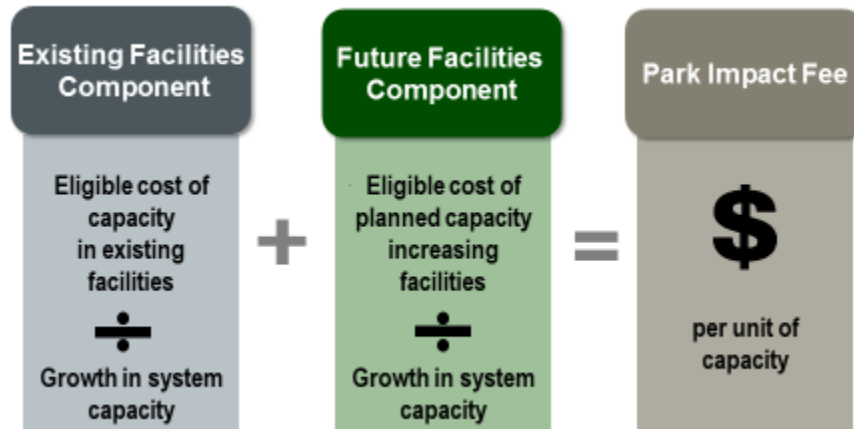 Existing Facilities
Component
Eligible cost of
capacity
in existing
facilities
÷
Growth in system
capacity
+
Future Facilities
Component
Eligible cost of
planned capacity
increasing
facilities
÷
Growth in system
capacity
=
Park Impact Fee
$
per unit of
capacity